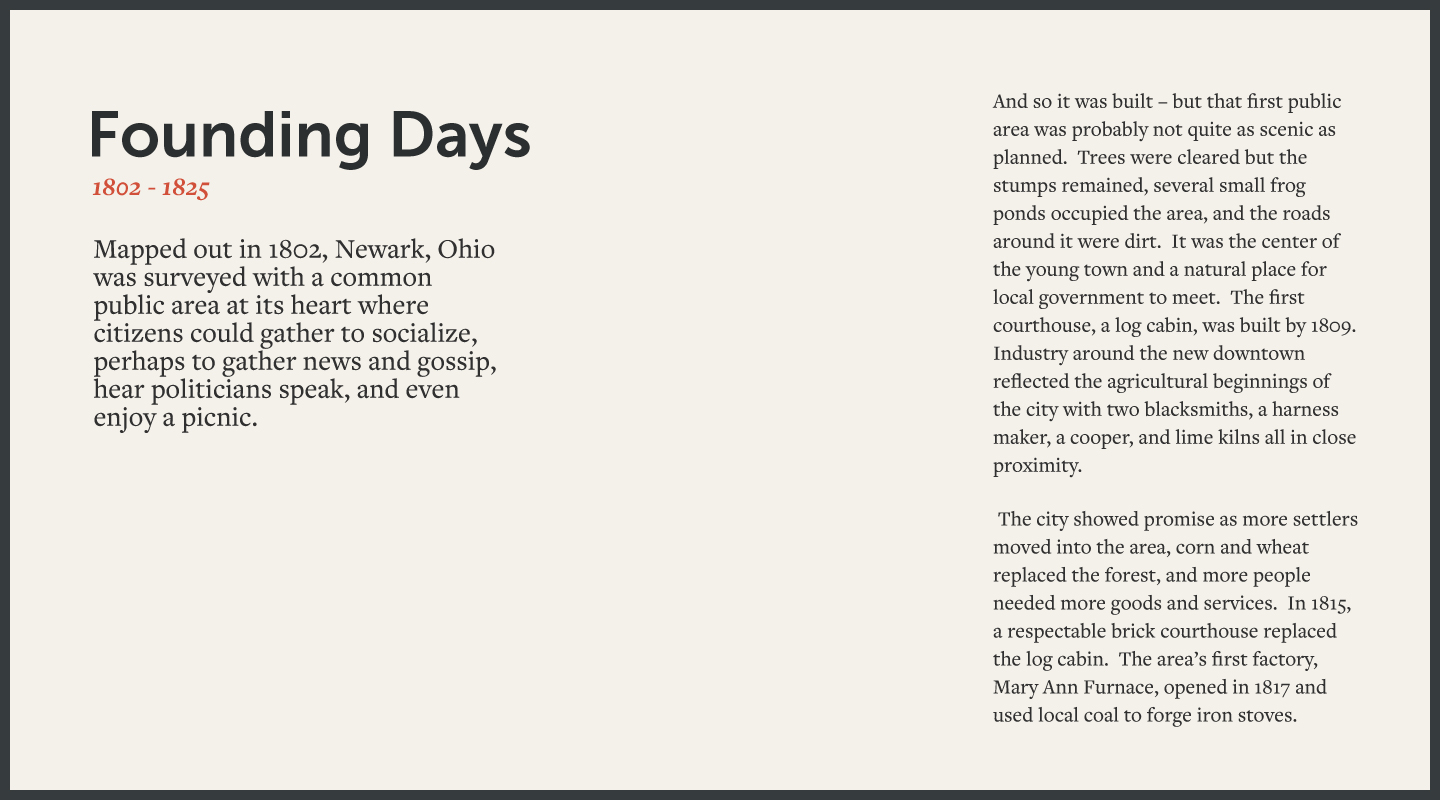 Founding Days
1802 - 1825
Mapped out in 1802, Newark, Ohio
was surveyed with a common
public area at its heart where
citizens could gather to socialize,
perhaps to gather news and gossip,
hear politicians speak, and even
enjoy a picnic.
And so it was built – but that first public
area was probably not quite as scenic as
planned.  Trees were cleared but the
stumps remained, several small frog
ponds occupied the area, and the roads
around it were dirt.  It was the center of
the young town and a natural place for
local government to meet.  The first
courthouse, a log cabin, was built by 1809.
Industry around the new downtown
reflected the agricultural beginnings of
the city with two blacksmiths, a harness
maker, a cooper, and lime kilns all in close
proximity.
The city showed promise as more settlers
moved into the area, corn and wheat
replaced the forest, and more people
needed more goods and services.  In 1815,
a respectable brick courthouse replaced
the log cabin.  The area’s first factory,
Mary Ann Furnace, opened in 1817 and
used local coal to forge iron stoves.